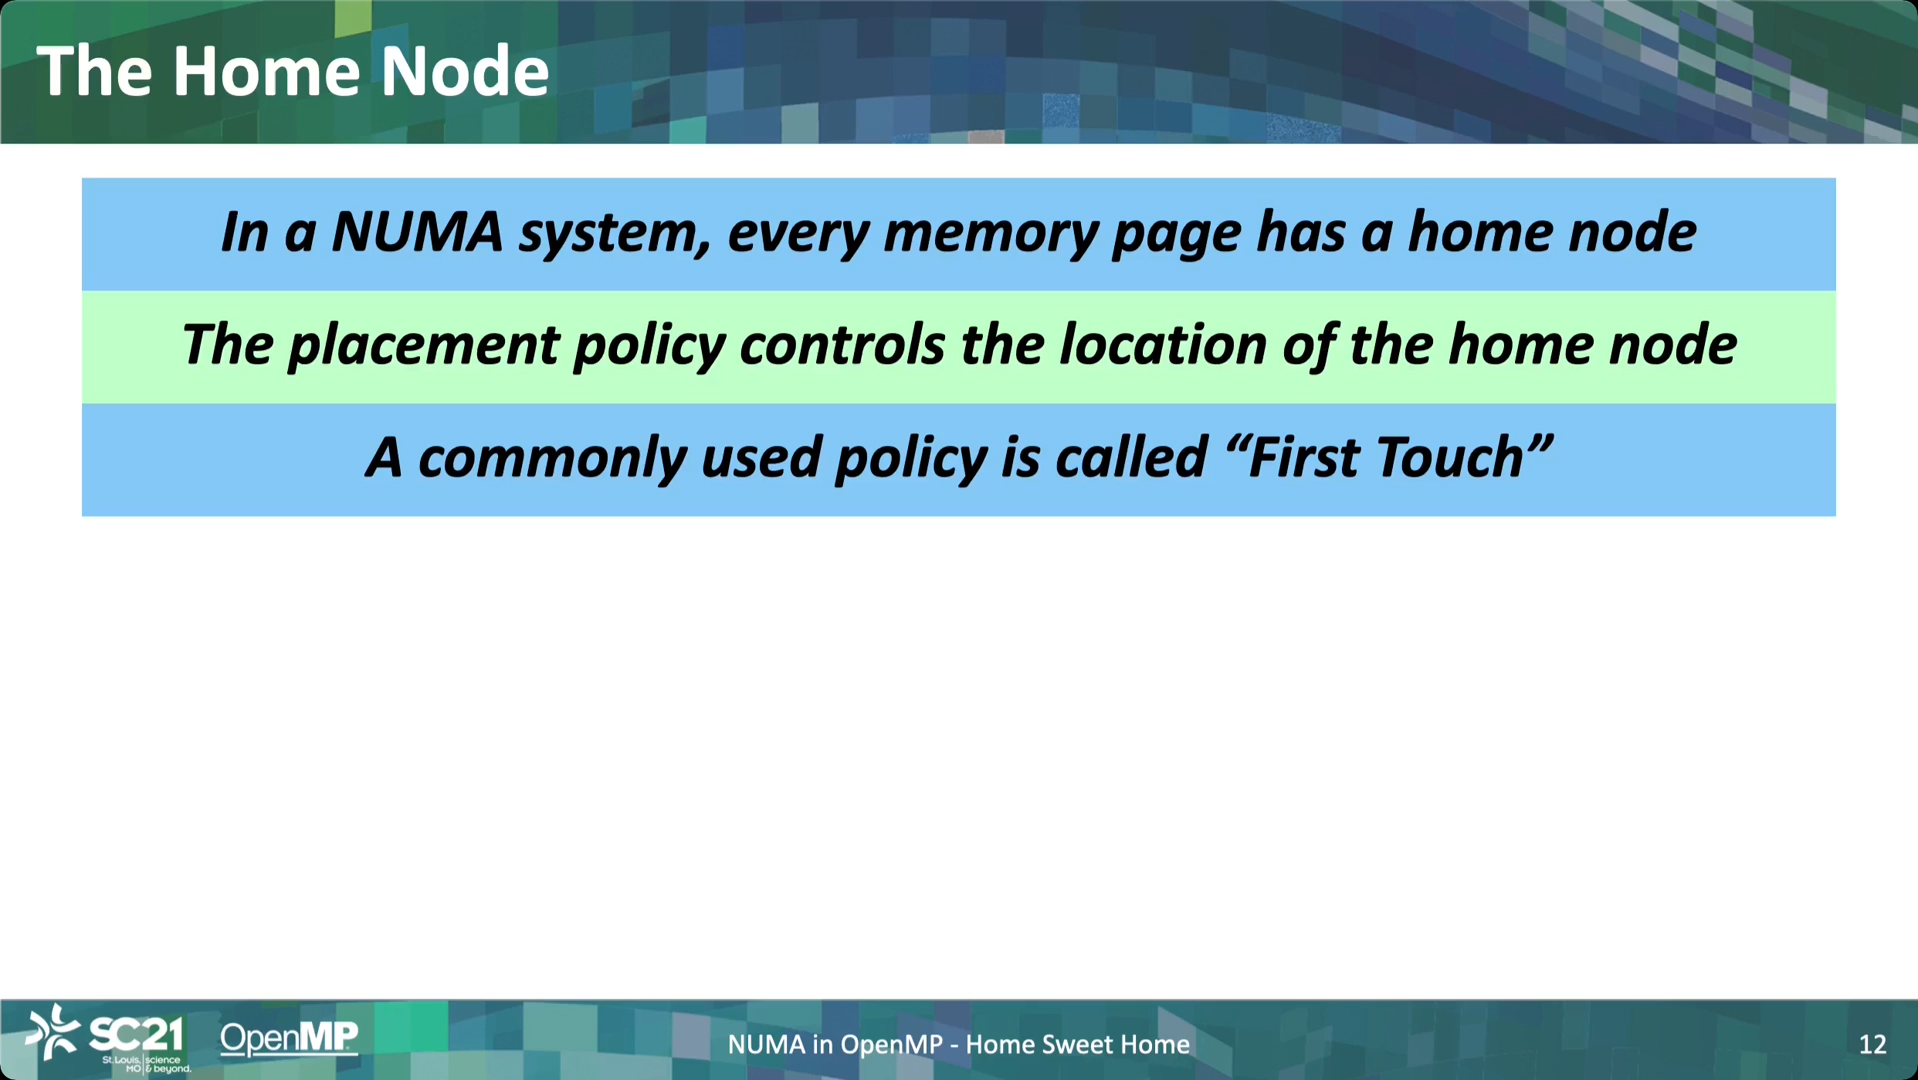 The Home Node
In a NUMA system, every memory page has a home node
The placement policy controls the location of the home node
A commonly used policy is called “First Touch”
SC21
St. Louis, MO
science & beyond.
OpenMP
NUMA in OpenMP - Home Sweet Home
12